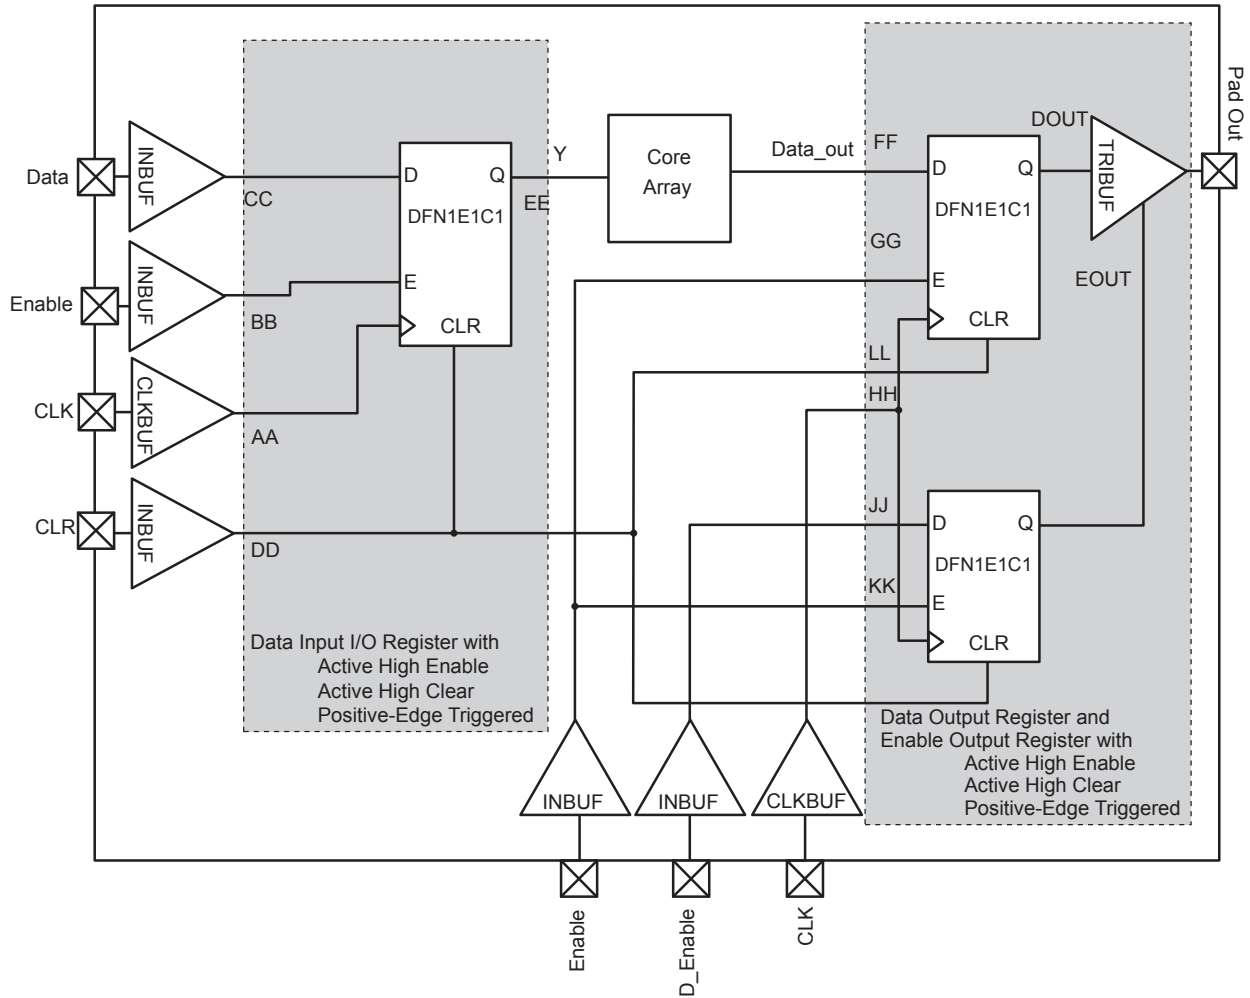 Data
INBUF
CC
Enable
INBUF
BB
CLK
CLKBUF
AA
CLR
INBUF
DD
D
Q
DFN1E1C1
E
CLR
Y
EE
Data Input I/O Register with
Active High Enable
Active High Clear
Positive-Edge Triggered
Core
Array
Data_out
FF
GG
LL
HH
JJ
KK
D
Q
DFN1E1C1
E
CLR
DOUT
TRIBUF
EOUT
Pad Out
D
Q
DFN1E1C1
E
CLR
Data Output Register and
Enable Output Register with
Active High Enable
Active High Clear
Positive-Edge Triggered
INBUF
INBUF
CLKBUF
Enable
D_Enable
CLK